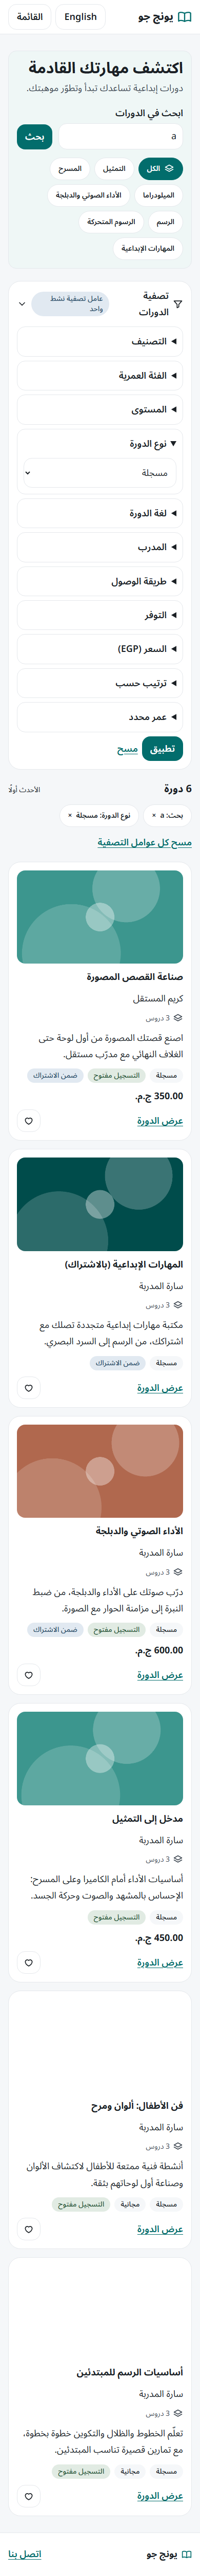 يونج جو
English
القائمة
اكتشف مهارتك القادمة
دورات إبداعية تساعدك تبدأ وتطوّر موهبتك.
ابحث في الدورات
a
بحث
الكل
التمثيل
المسرح
الميلودراما
الأداء الصوتي والدبلجة
الرسم
الرسوم المتحركة
المهارات الإبداعية
تصفية
الدورات
عامل تصفية نشط
واحد
التصنيف
الفئة العمرية
المستوى
نوع الدورة
مسجلة
لغة الدورة
المدرب
طريقة الوصول
التوفر
السعر (EGP)
ترتيب حسب
عمر محدد
تطبيق
مسح
6 دورة
الأحدث أولًا
بحث: a ×
نوع الدورة: مسجلة ×
مسح كل عوامل التصفية
صناعة القصص المصورة
كريم المستقل
3 دروس
اصنع قصتك المصورة من أول لوحة حتى
الغلاف النهائي مع مدرّب مستقل.
مسجلة
التسجيل مفتوح
ضمن الاشتراك
350.00 ج.م.
عرض الدورة
المهارات الإبداعية (بالاشتراك)
سارة المدربة
3 دروس
مكتبة مهارات إبداعية متجددة تصلك مع
اشتراكك، من الرسم إلى السرد البصري.
مسجلة
ضمن الاشتراك
عرض الدورة
الأداء الصوتي والدبلجة
سارة المدربة
3 دروس
درّب صوتك على الأداء والدبلجة، من ضبط
النبرة إلى مزامنة الحوار مع الصورة.
مسجلة
التسجيل مفتوح
ضمن الاشتراك
600.00 ج.م.
عرض الدورة
مدخل إلى التمثيل
سارة المدربة
3 دروس
أساسيات الأداء أمام الكاميرا وعلى المسرح:
الإحساس بالمشهد والصوت وحركة الجسد.
مسجلة
التسجيل مفتوح
450.00 ج.م.
عرض الدورة
فن الأطفال: ألوان ومرح
سارة المدربة
3 دروس
أنشطة فنية ممتعة للأطفال لاكتشاف الألوان
وصناعة أول لوحاتهم بثقة.
مسجلة
مجانية
التسجيل مفتوح
عرض الدورة
أساسيات الرسم للمبتدئين
سارة المدربة
3 دروس
تعلّم الخطوط والظلال والتكوين خطوة بخطوة،
مع تمارين قصيرة تناسب المبتدئين.
مسجلة
مجانية
التسجيل مفتوح
عرض الدورة
يونج جو
اتصل بنا